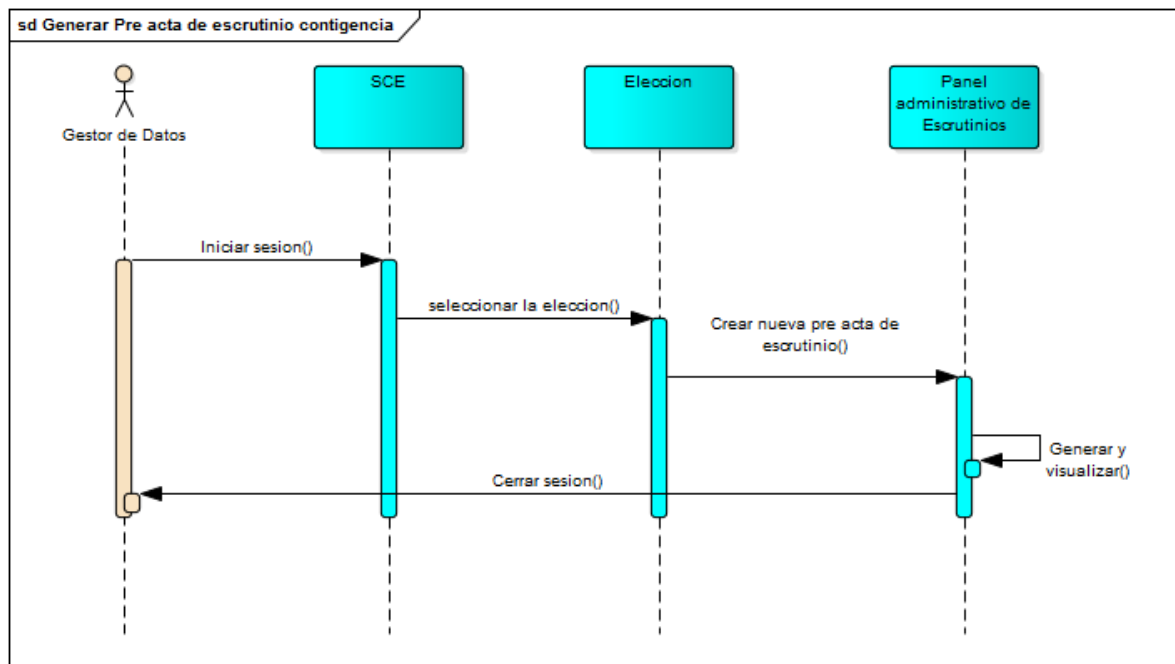 sd Generar Pre acta de escrutinio contigencia
Gestor de Datos
SCE
Eleccion
Panel
administrativo de
Escrutinios
Iniciar sesion()
seleccionar la eleccion()
Crear nueva pre acta de
escrutinio()
Generar y
visualizar()
Cerrar sesion()